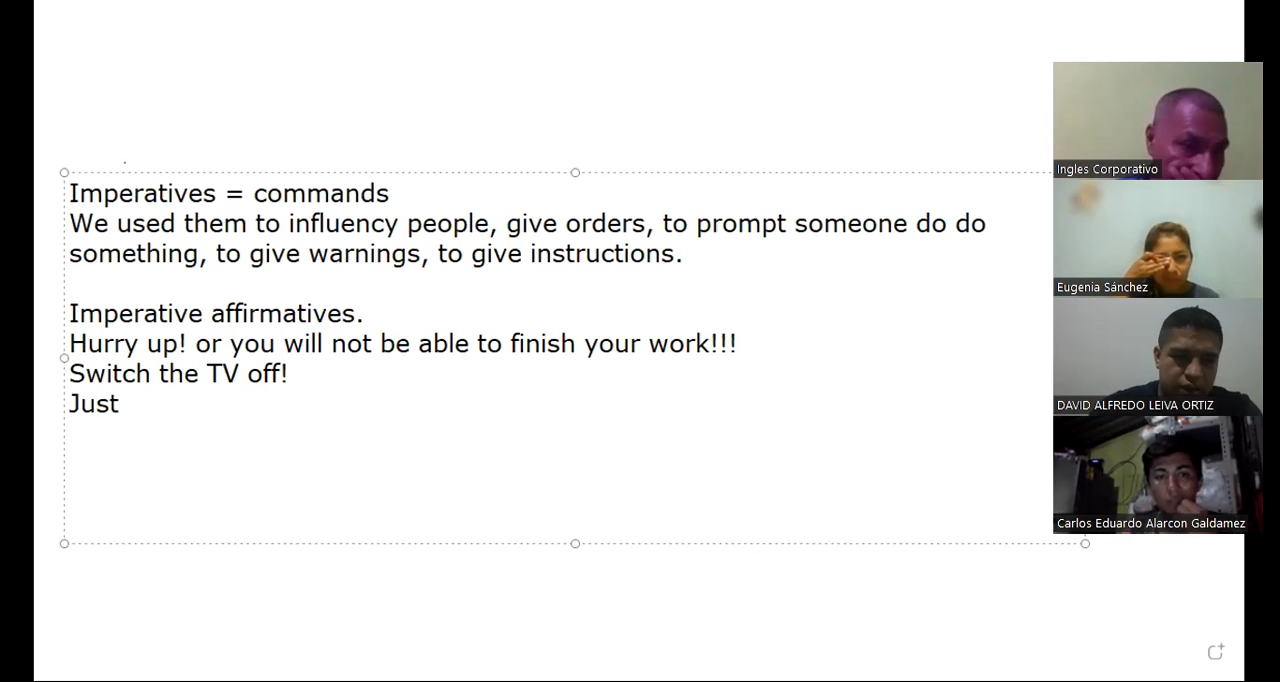 Imperatives = commands
We used them to influency people, give orders, to prompt someone do do
something, to give warnings, to give instructions.
Imperative affirmatives.
Hurry up! or you will not be able to finish your work!!!
Switch the TV off!
Just
Ingles Corporativo
Eugenia Sánchez
DAVID ALFREDO LEIVA ORTIZ
Carlos Eduardo Alarcon Galdamez